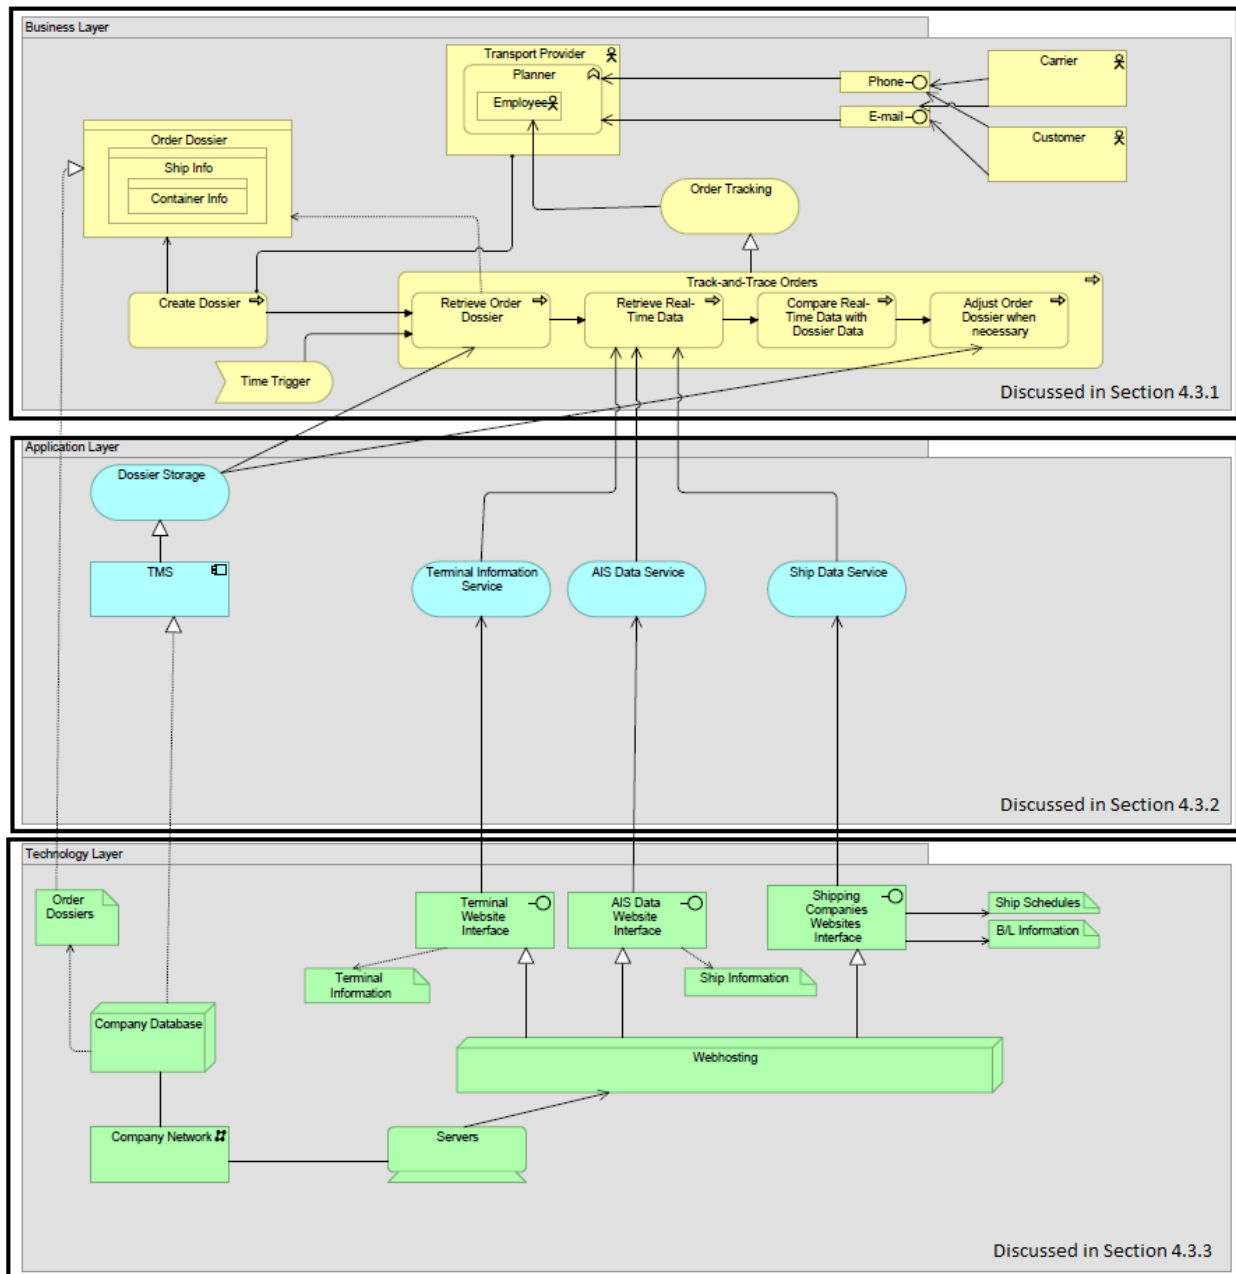 Business Layer
Transport Provider
Planner
Employee
Phone
E-mail
Carrier
Customer
Order Dossier
Ship Info
Container Info
Order Tracking
Track-and-Trace Orders
Create Dossier
Retrieve Order
Dossier
Retrieve Real-
Time Data
Compare Real-
Time Data with
Dossier Data
Adjust Order
Dossier when
necessary
Time Trigger
Discussed in Section 4.3.1
Application Layer
Dossier Storage
TMS
Terminal Information
Service
AIS Data Service
Ship Data Service
Discussed in Section 4.3.2
Technology Layer
Order
Dossiers
Terminal
Website
Interface
AIS Data
Website
Interface
Shipping
Companies
Websites
Interface
Ship Schedules
B/L Information
Terminal
Information
Ship Information
Company Database
Webhosting
Company Network
Servers
Discussed in Section 4.3.3